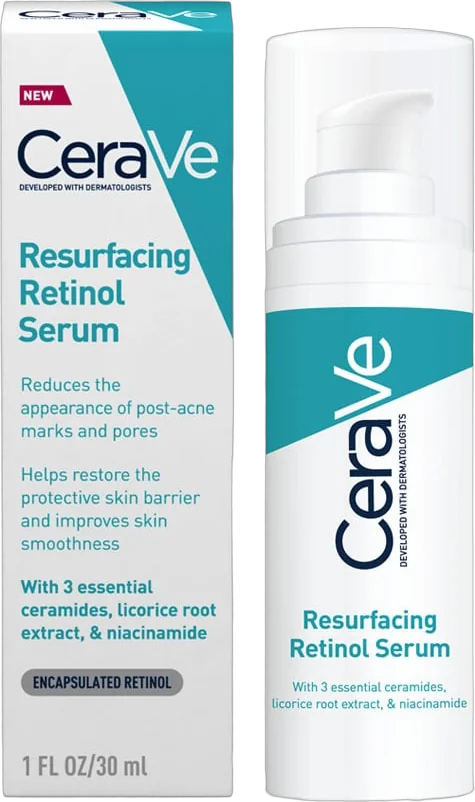 CeraVe
NEW
CeraVe
DEVELOPED WITH DERMATOLOGISTS
Resurfacing
Retinol
Serum
Reduces the
appearance of post-acne
marks and pores
Helps restore the
protective skin barrier
and improves skin
smoothness
With 3 essential
ceramides, licorice root
extract, & niacinamide
ENCAPSULATED RETINOL
1 FL OZ/30 ml
CeraVe
DEVELOPED WITH DERMATOLOGISTS
Resurfacing
Retinol Serum
With 3 essential ceramides,
licorice root extract, & niacinamide